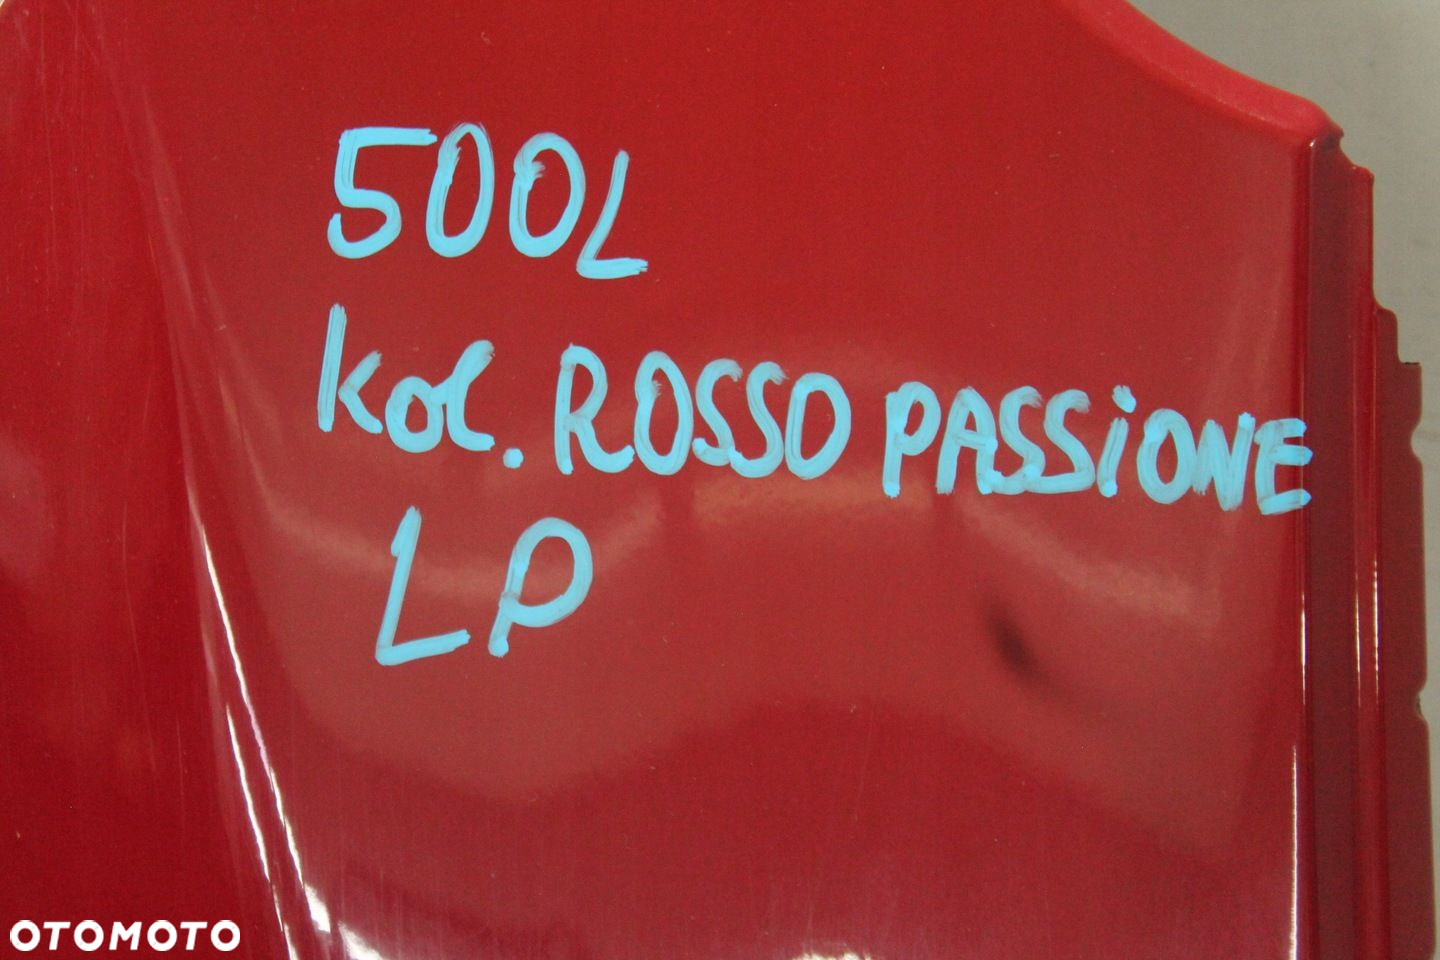 500L
kol. ROSSO PASSiONE
LP
OTOMOTO